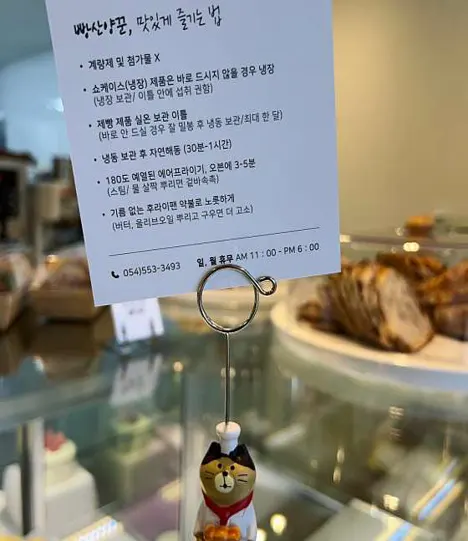 빵산양꾼, 맛있게 즐기는 법
• 계량제 및 첨가물 X
• 쇼케이스(냉장) 제품은 바로 드시지 않을 경우 냉장
(냉장 보관/ 이틀 안에 섭취 권함)
• 제빵 제품 실온 보관 이틀
(바로 안 드실 경우 잘 밀봉 후 냉동 보관/최대 한 달)
• 냉동 보관 후 자연해동 (30분-1시간)
• 180도 예열된 에어프라이기, 오븐에 3-5분
(스팀/ 물 살짝 뿌리면 겉바속촉)
• 기름 없는 후라이팬 약불로 노릇하게
(버터, 올리브오일 뿌리고 구우면 더 고소)
054)553-3493 일, 월 휴무 AM 11 : 00 - PM 6 : 00